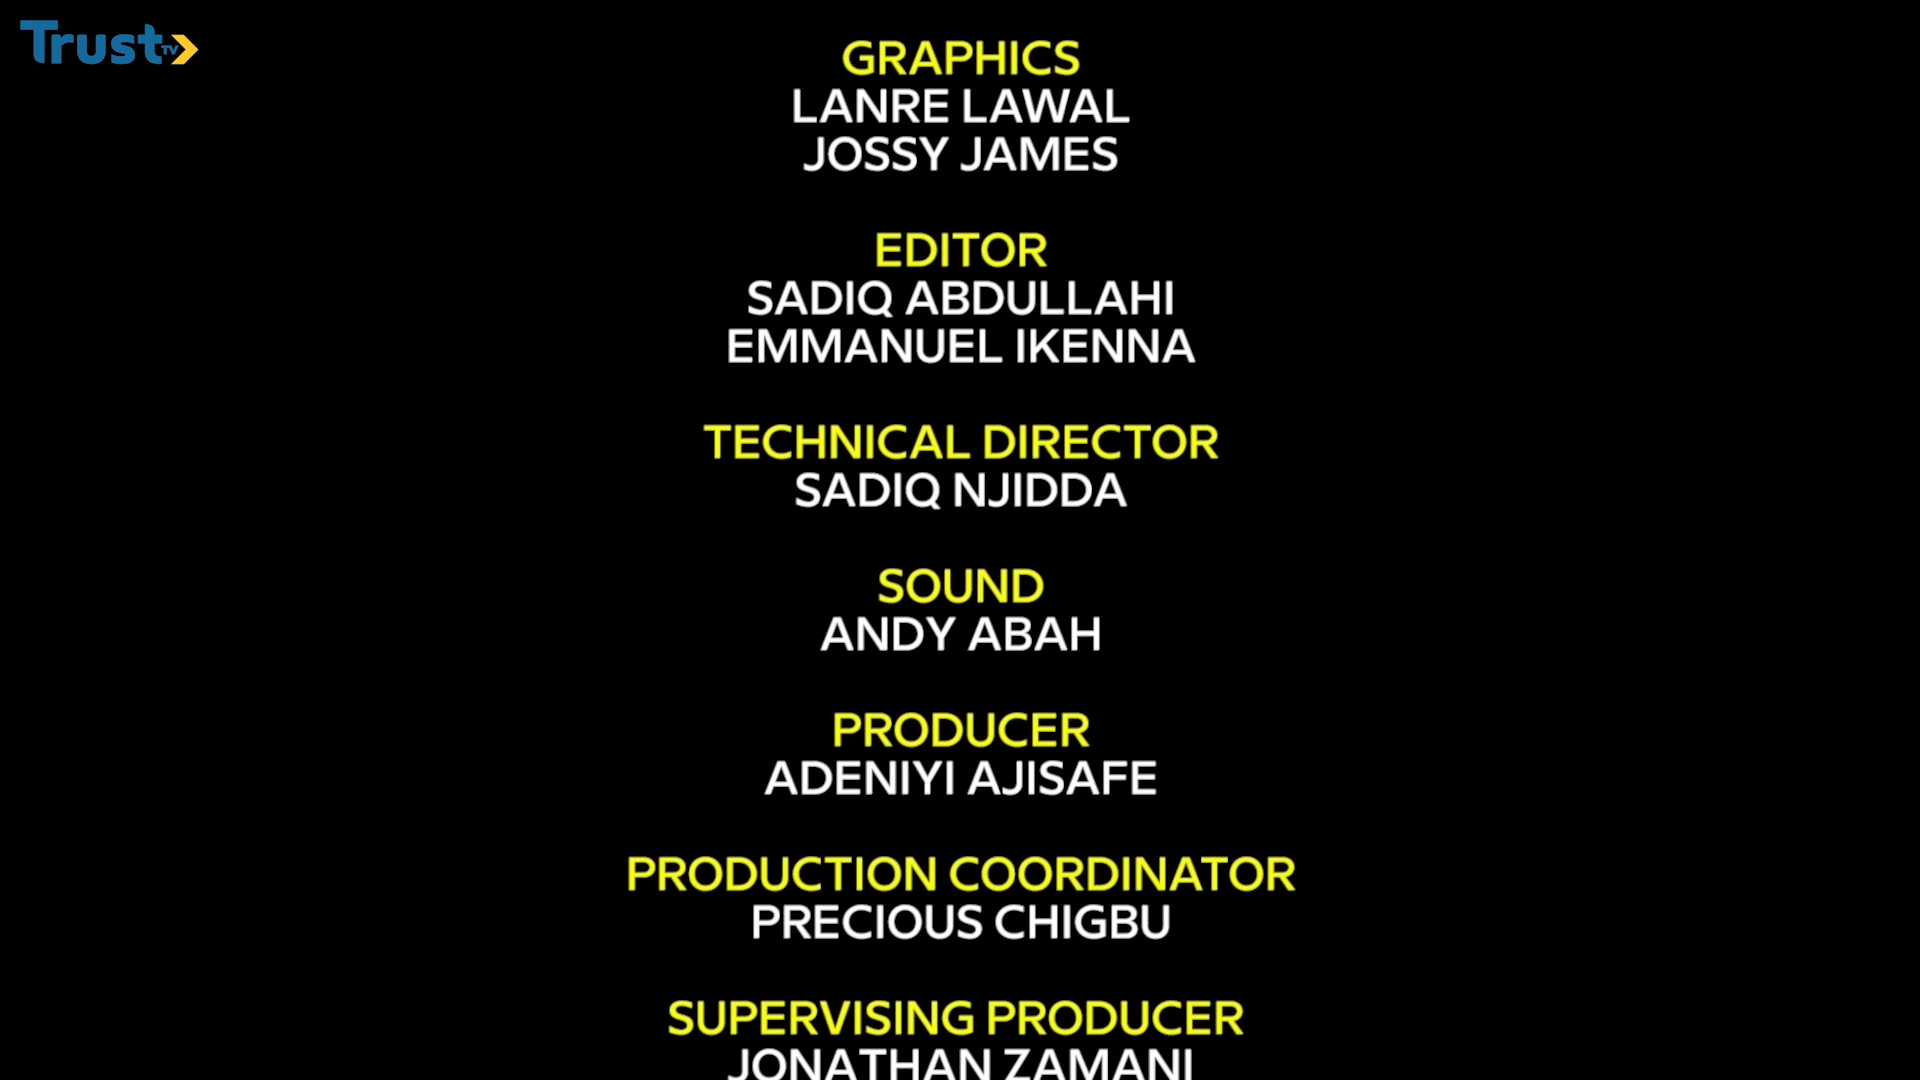 Trust TV
GRAPHICS
LANRE LAWAL
JOSSY JAMES
EDITOR
SADIQ ABDULLAHI
EMMANUEL IKENNA
TECHNICAL DIRECTOR
SADIQ NJIDDA
SOUND
ANDY ABAH
PRODUCER
ADENIYI AJISAFE
PRODUCTION COORDINATOR
PRECIOUS CHIGBU
SUPERVISING PRODUCER
JONATHAN ZAMANI